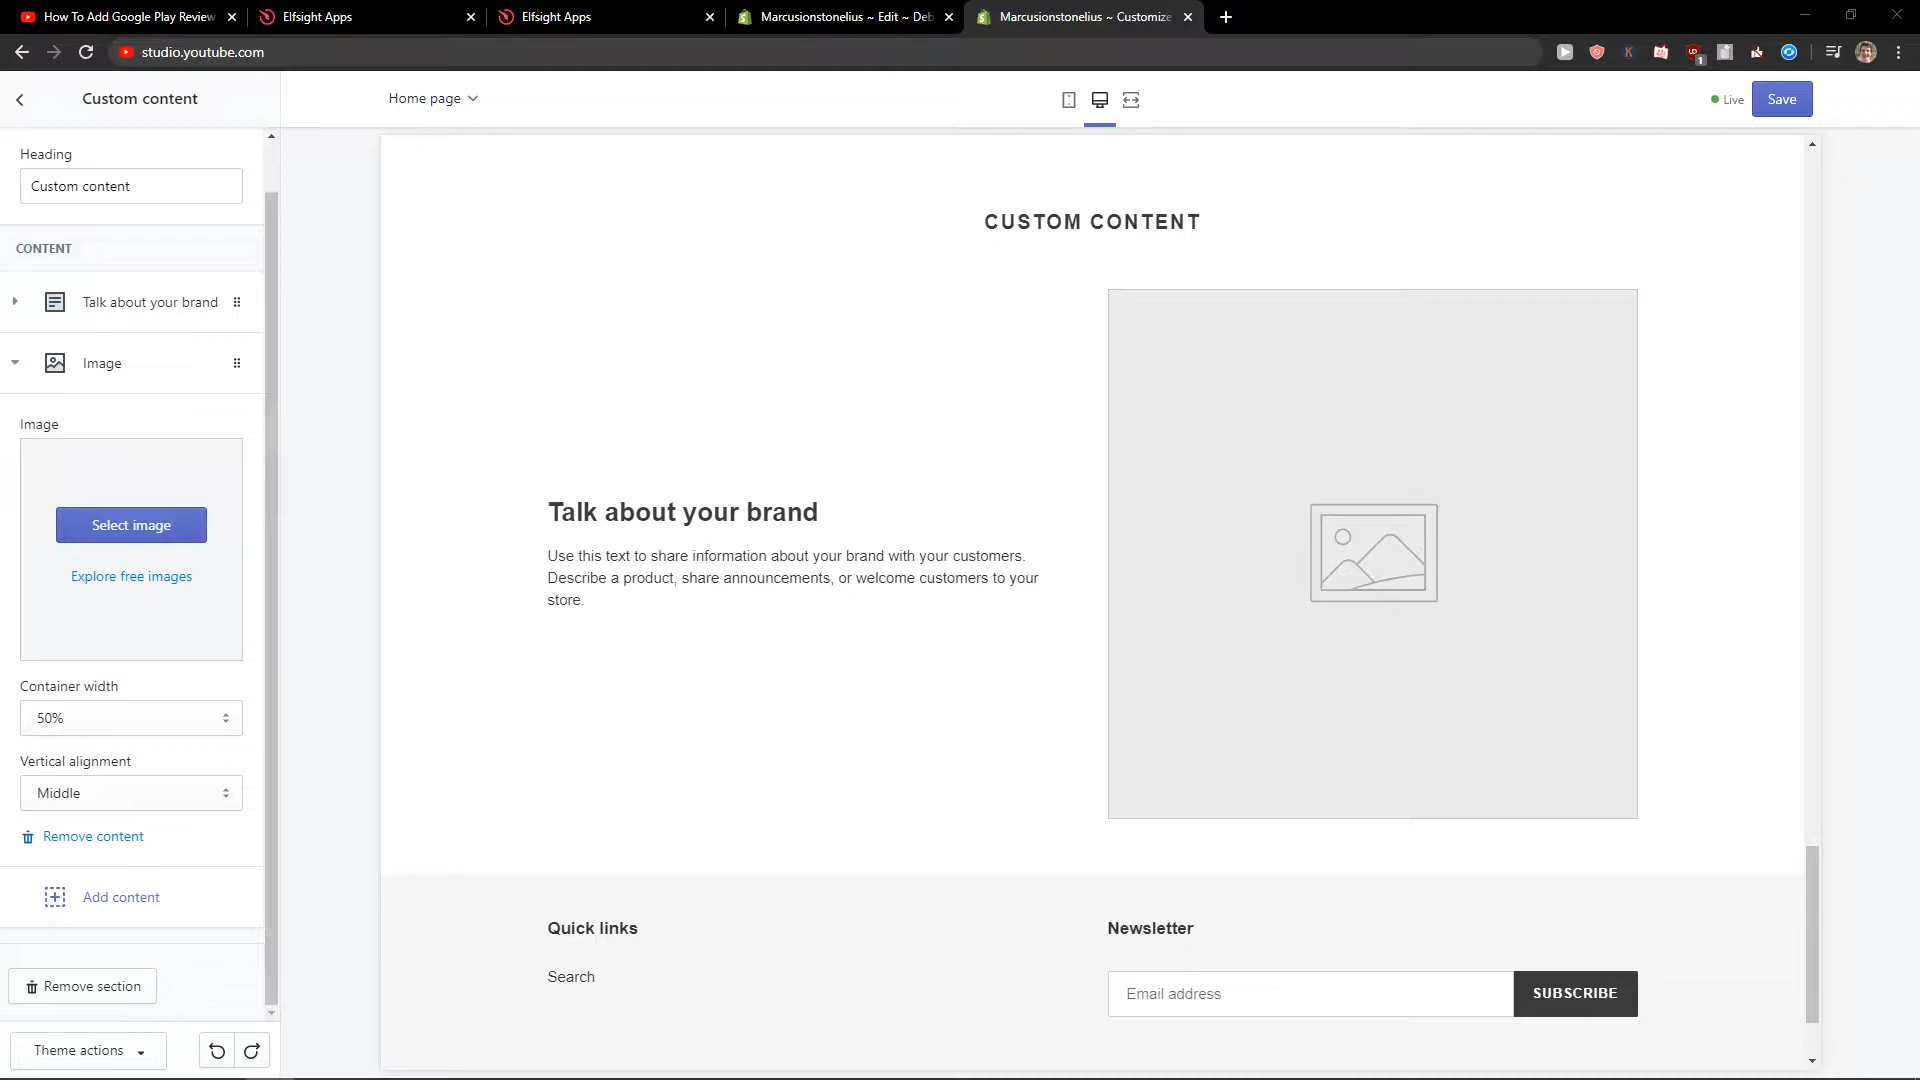 How To Add Google Play Review
Elfsight Apps
Elfsight Apps
Marcusionstonelius ~ Edit ~ Deb
Marcusionstonelius ~ Customize
studio.youtube.com
K
1
Custom content
Home page
Live
Save
Heading
Custom content
CONTENT
Talk about your brand
Image
Image
Select image
Explore free images
Container width
50%
Vertical alignment
Middle
Remove content
Add content
Remove section
Theme actions
CUSTOM CONTENT
Talk about your brand
Use this text to share information about your brand with your customers.
Describe a product, share announcements, or welcome customers to your
store.
Quick links
Search
Newsletter
Email address
SUBSCRIBE